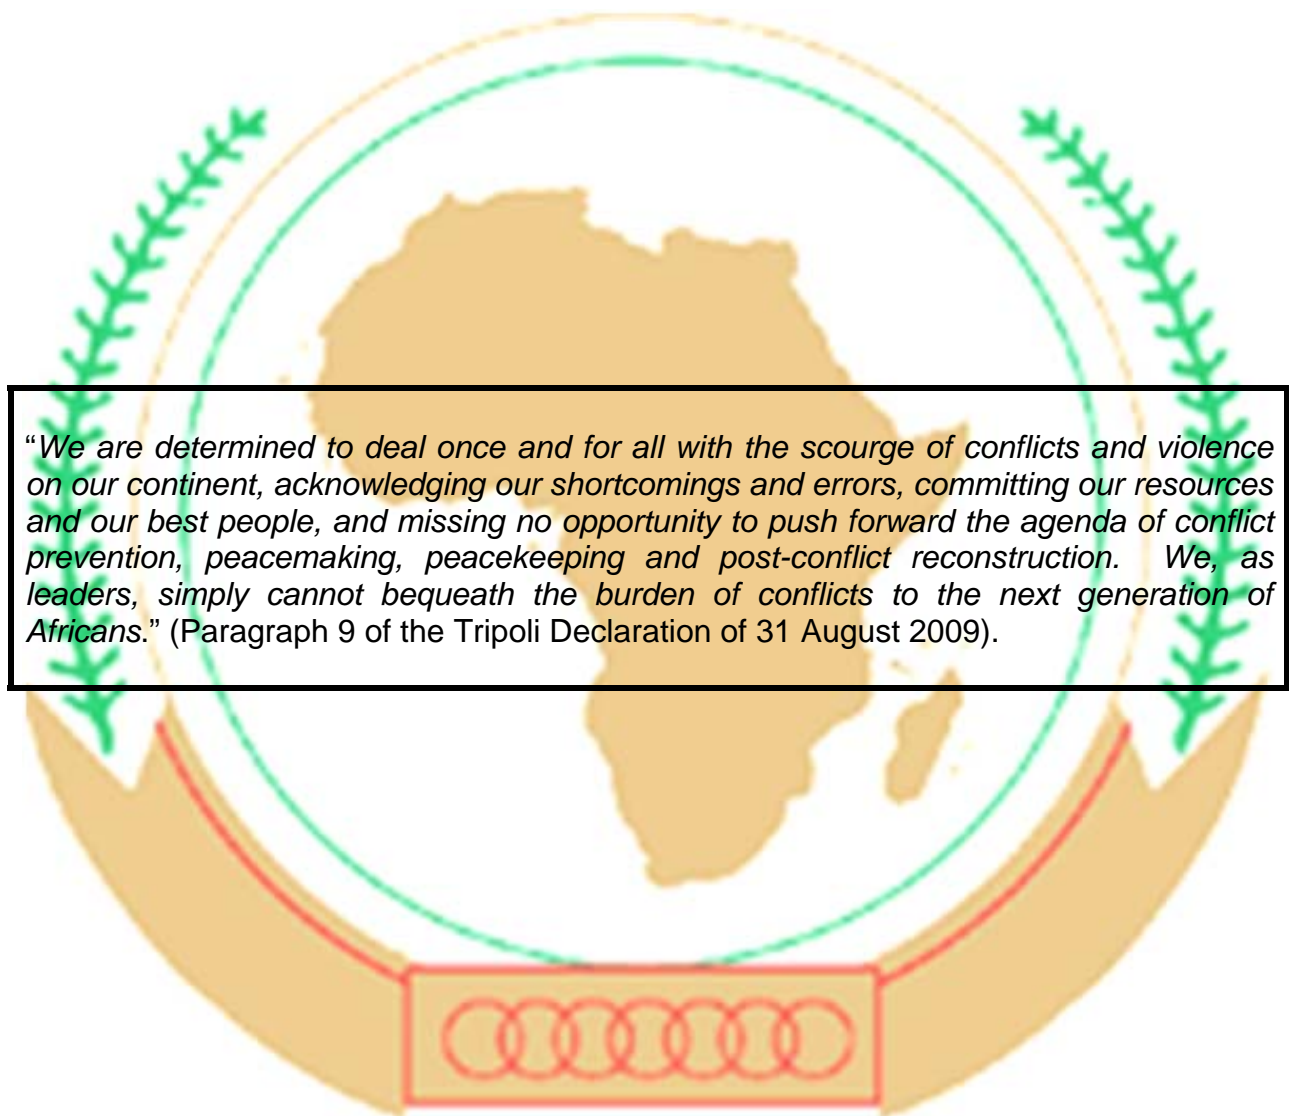 “We are determined to deal once and for all with the scourge of conflicts and violence
on our continent, acknowledging our shortcomings and errors, committing our resources
and our best people, and missing no opportunity to push forward the agenda of conflict
prevention, peacemaking, peacekeeping and post-conflict reconstruction. We, as
leaders, simply cannot bequeath the burden of conflicts to the next generation of
Africans.” (Paragraph 9 of the Tripoli Declaration of 31 August 2009).